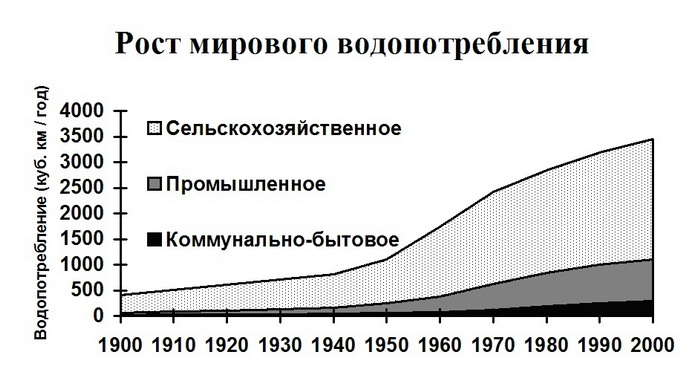 Рост мирового водопотребления
Водопотребление (куб. км / год)
4000
3500
3000
2500
2000
1500
1000
500
0
Сельскохозяйственное
Промышленное
Коммунально-бытовое
1900 1910 1920 1930 1940 1950 1960 1970 1980 1990 2000